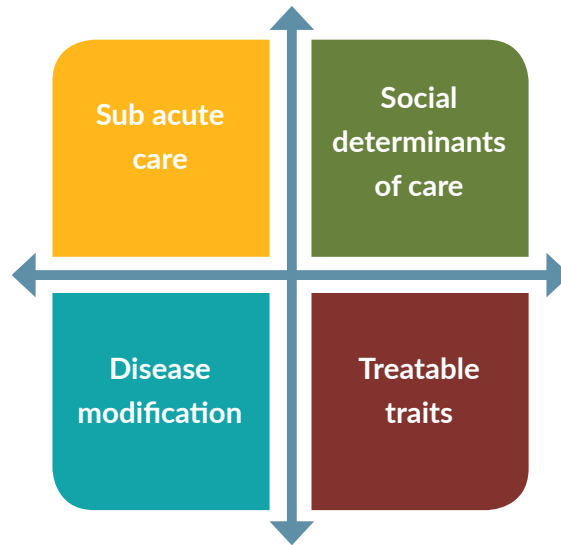 Sub acute
care
Social
determinants
of care
Disease
modification
Treatable
traits